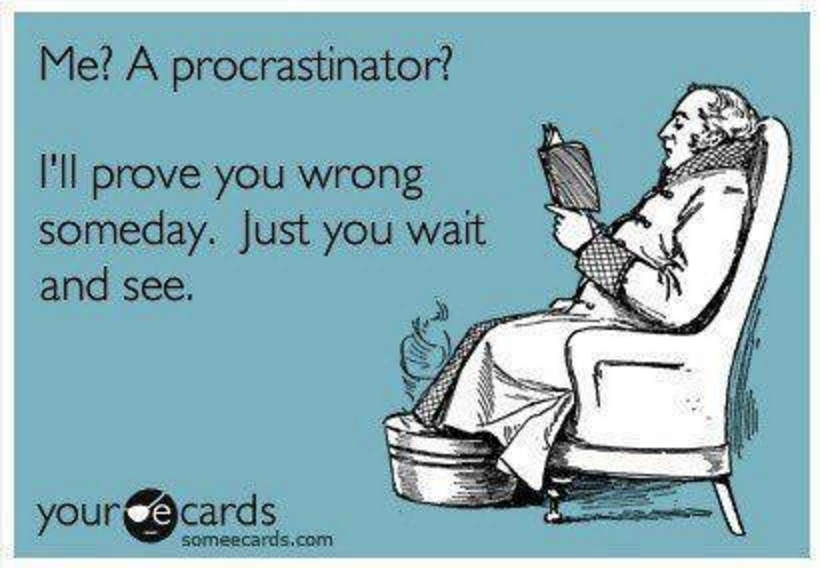 Me? A procrastinator?
I'll prove you wrong
someday. Just you wait
and see.
your e cards
someecards.com